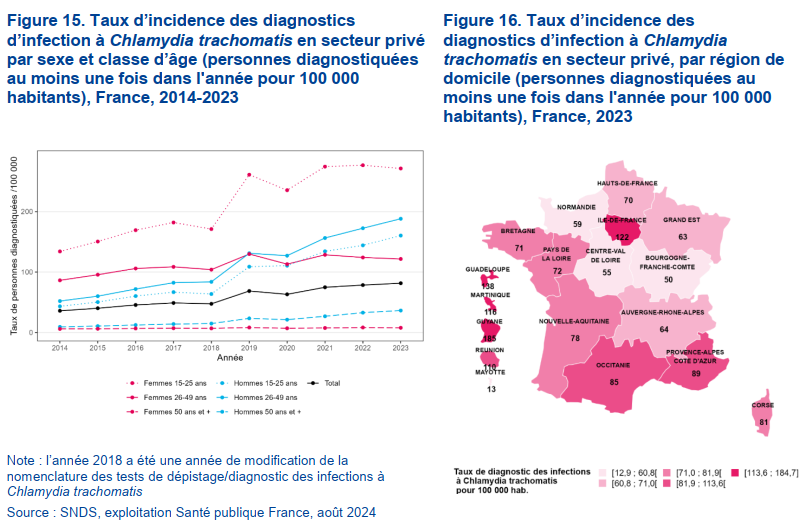 Figure 15. Taux d’incidence des diagnostics
d’infection à Chlamydia trachomatis en secteur privé
par sexe et classe d’âge (personnes diagnostiquées
au moins une fois dans l'année pour 100 000
habitants), France, 2014-2023
Taux de personnes diagnostiquées /100 000
200
100
0
2014 2015 2016 2017 2018 2019 2020 2021 2022 2023
Année
Femmes 15-25 ans Hommes 15-25 ans Total
Femmes 26-49 ans Hommes 26-49 ans
Femmes 50 ans et + Hommes 50 ans et +
Note : l’année 2018 a été une année de modification de la
nomenclature des tests de dépistage/diagnostic des infections à
Chlamydia trachomatis
Source : SNDS, exploitation Santé publique France, août 2024
Figure 16. Taux d’incidence des
diagnostics d’infection à Chlamydia
trachomatis en secteur privé, par région de
domicile (personnes diagnostiquées au
moins une fois dans l'année pour 100 000
habitants), France, 2023
HAUTS-DE-FRANCE
70
NORMANDIE
59
ILE-DE-FRANCE
122
GRAND EST
63
BRETAGNE
71
PAYS DE
LA LOIRE
72
CENTRE-VAL
DE LOIRE
55
BOURGOGNE-
FRANCHE-COMTE
50
GUADELOUPE
138
MARTINIQUE
116
GUYANE
185
REUNION
110
MAYOTTE
13
NOUVELLE-AQUITAINE
78
AUVERGNE-RHONE-ALPES
64
OCCITANIE
85
PROVENCE-ALPES
COTE D'AZUR
89
CORSE
81
Taux de diagnostic des infections
à Chlamydia trachomatis
pour 100 000 hab.
[12,9 ; 60,8[ [71,0 ; 81,9[ [113,6 ; 184,7]
[60,8 ; 71,0[ [81,9 ; 113,6[